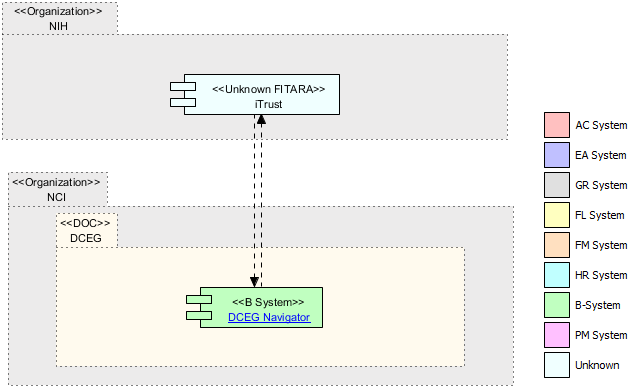 <<Organization>>
NIH
<<Unknown FITARA>>
iTrust
<<Organization>>
NCI
<<DOC>>
DCEG
<<B System>>
DCEG Navigator
AC System
EA System
GR System
FL System
FM System
HR System
B-System
PM System
Unknown